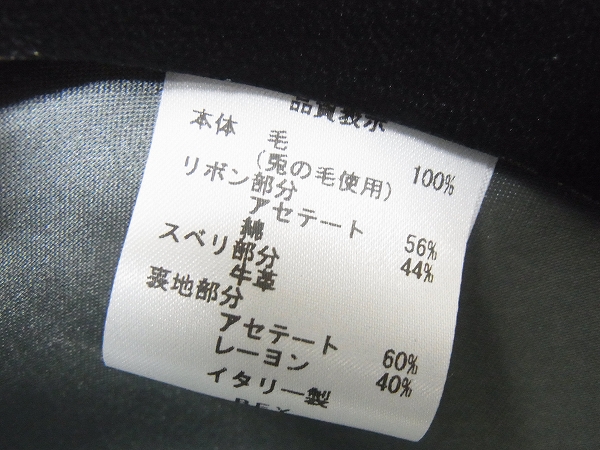 品質表示
本体 毛 100%
(兎の毛使用)
リボン部分
アセテート 56%
綿 44%
スベリ部分
牛革
裏地部分
アセテート 60%
レーヨン 40%
イタリー製